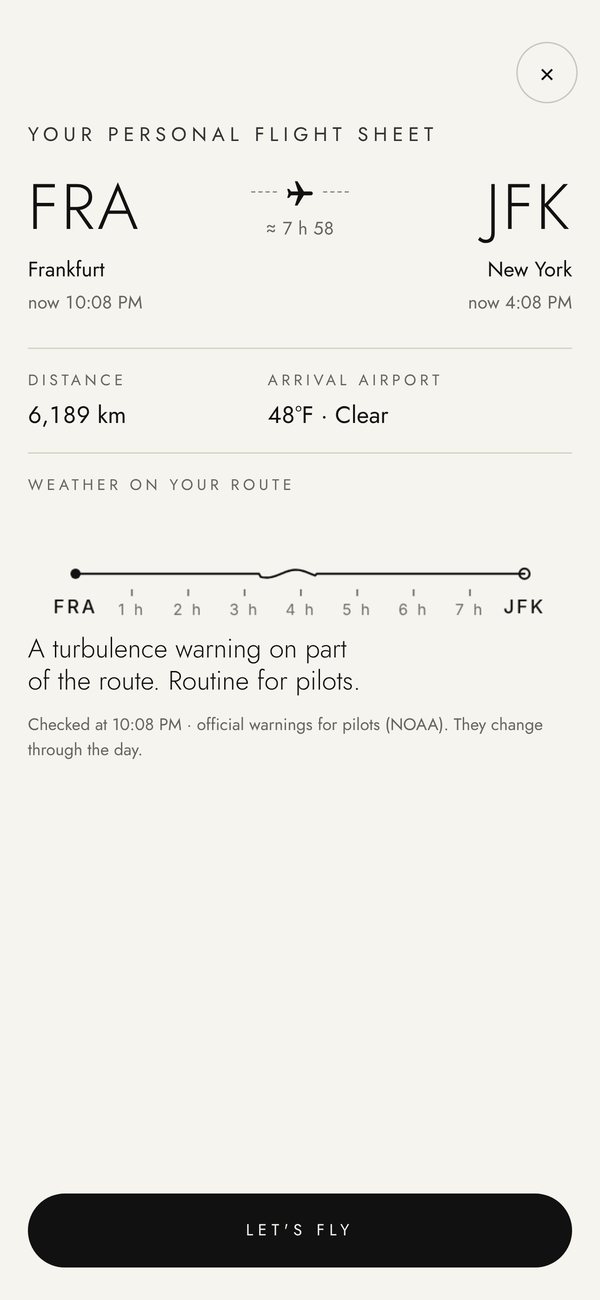 ×
YOUR PERSONAL FLIGHT SHEET
FRA
JFK
≈ 7 h 58
Frankfurt
New York
now 10:08 PM
now 4:08 PM
DISTANCE
ARRIVAL AIRPORT
6,189 km
48°F · Clear
WEATHER ON YOUR ROUTE
FRA 1 h 2 h 3 h 4 h 5 h 6 h 7 h JFK
A turbulence warning on part
of the route. Routine for pilots.
Checked at 10:08 PM · official warnings for pilots (NOAA). They change
through the day.
LET'S FLY